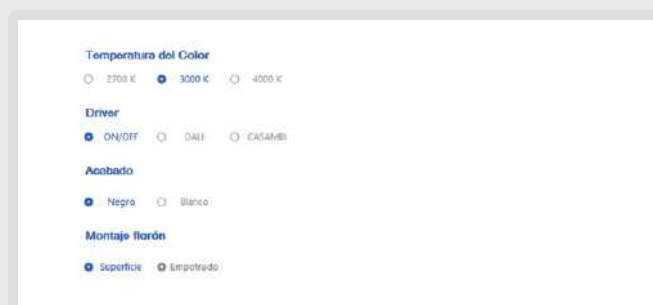 Temperatura del Color
2700 K 3000 K 4000 K
Driver
ON/OFF DALI CASAMBI
Acabado
Negro Blanco
Montaje florón
Superficie Empotrado